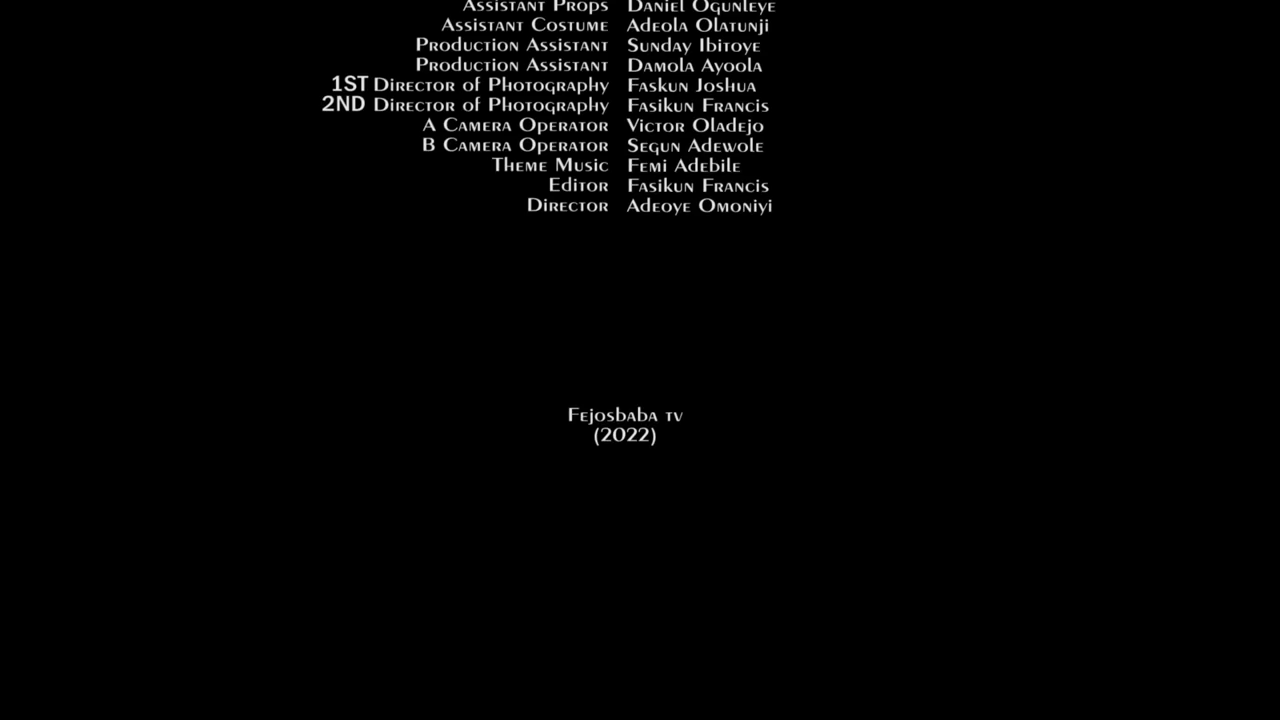 Assistant Props Daniel Ogunleye
Assistant Costume Adeola Olatunji
Production Assistant Sunday Ibitoye
Production Assistant Damola Ayoola
1ST Director of Photography Faskun Joshua
2ND Director of Photography Fasikun Francis
A Camera Operator Victor Oladejo
B Camera Operator Segun Adewole
Theme Music Femi Adebile
Editor Fasikun Francis
Director Adeoye Omoniyi
Fejosbaba tv
(2022)